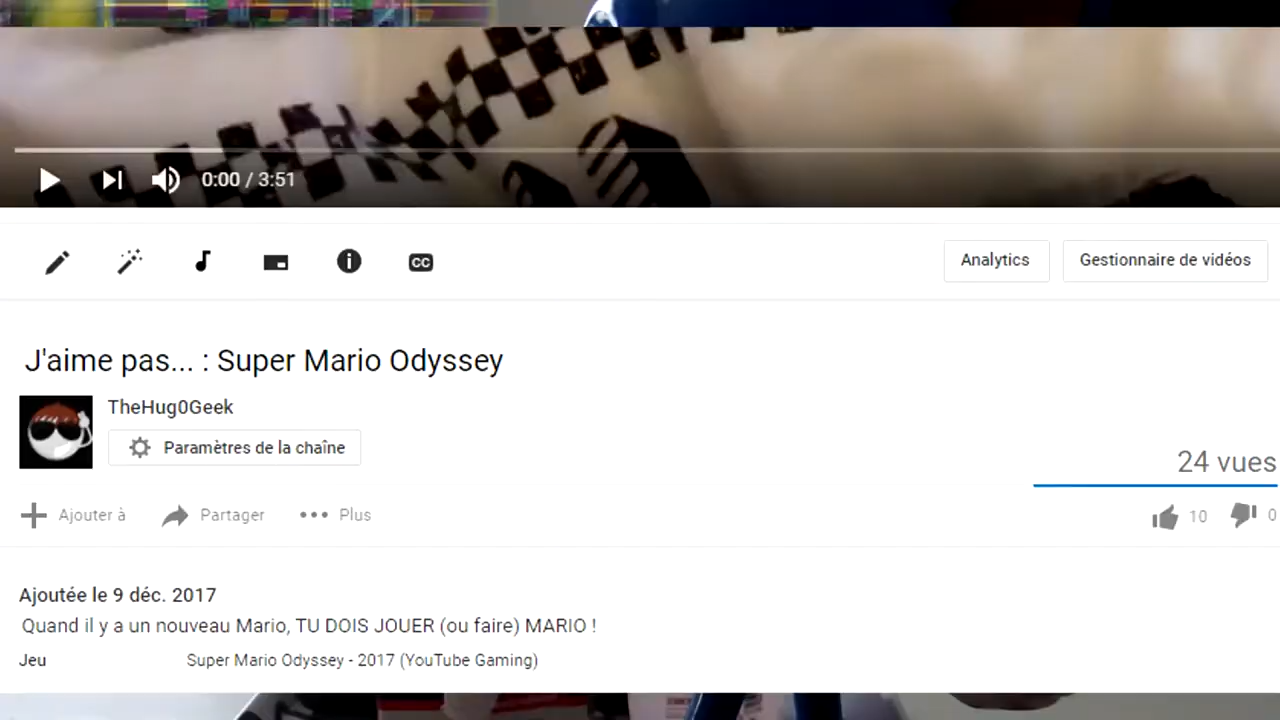 0:00 / 3:51
CC
Analytics
Gestionnaire de vidéos
J'aime pas... : Super Mario Odyssey
TheHug0Geek
Paramètres de la chaîne
24 vues
Ajouter à
Partager
Plus
10
0
Ajoutée le 9 déc. 2017
Quand il y a un nouveau Mario, TU DOIS JOUER (ou faire) MARIO !
Jeu Super Mario Odyssey - 2017 (YouTube Gaming)